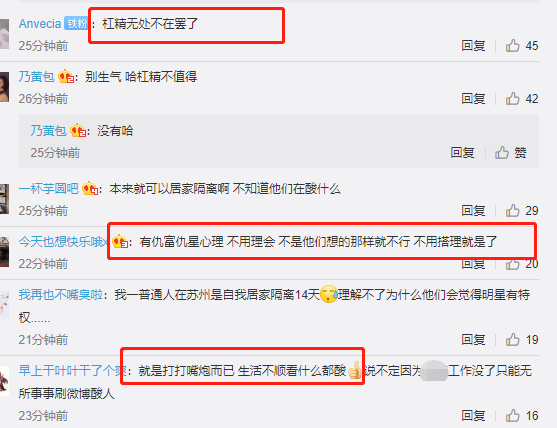 Anvecia 铁粉：杠精无处不在罢了
25分钟前 回复 45
乃黄包：别生气 哈杠精不值得
26分钟前 回复 42
乃黄包：没有哈
25分钟前 回复 赞
一杯芋圆吧：本来就可以居家隔离啊 不知道他们在酸什么
25分钟前 回复 29
今天也想快乐哦x：有仇富仇星心理 不用理会 不是他们想的那样就不行 不用搭理就是了
22分钟前 回复 20
我再也不嘴臭啦：我一普通人在苏州是自我居家隔离14天理解不了为什么他们会觉得明星有特
权……
21分钟前 回复 19
早上干叶叶干了个爽：就是打打嘴炮而已 生活不顺看什么都酸 说不定因为 工作没了只能无
所事事刷微博酸人
23分钟前 回复 16